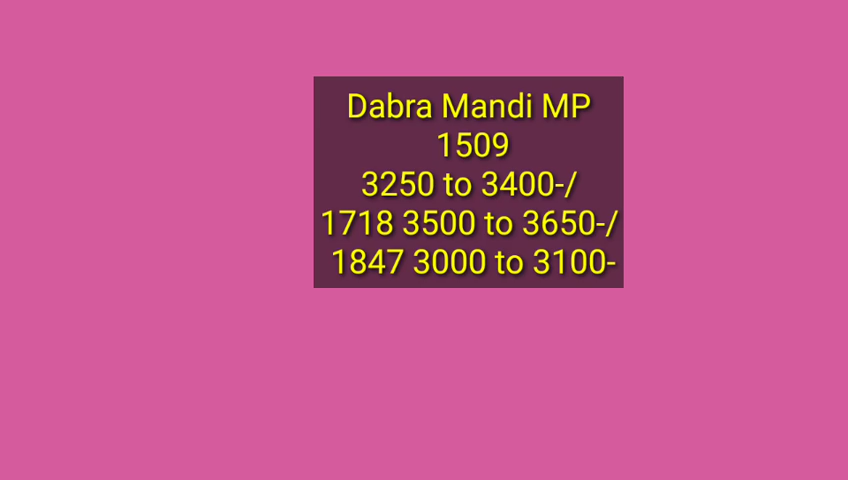 Dabra Mandi MP
1509
3250 to 3400-/
1718 3500 to 3650-/
1847 3000 to 3100-